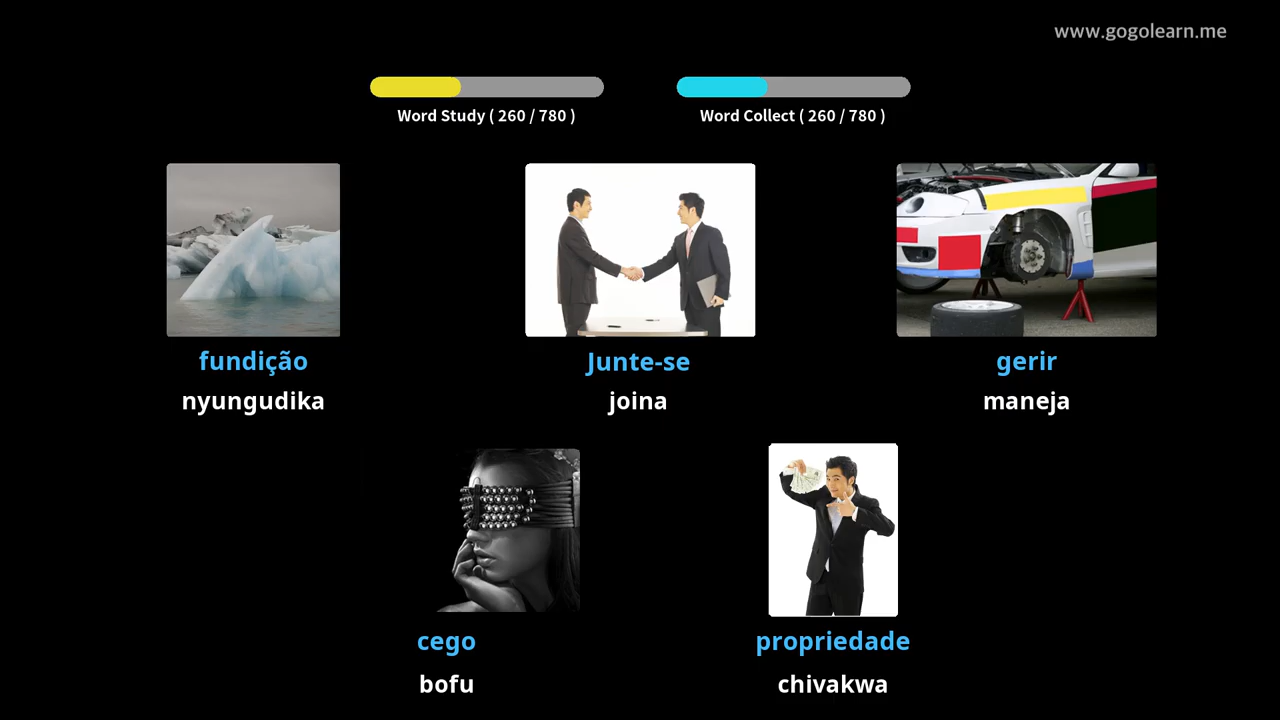 www.gogolearn.me
Word Study ( 260 / 780 )
Word Collect ( 260 / 780 )
fundição
nyungudika
Junte-se
joina
gerir
maneja
cego
bofu
propriedade
chivakwa